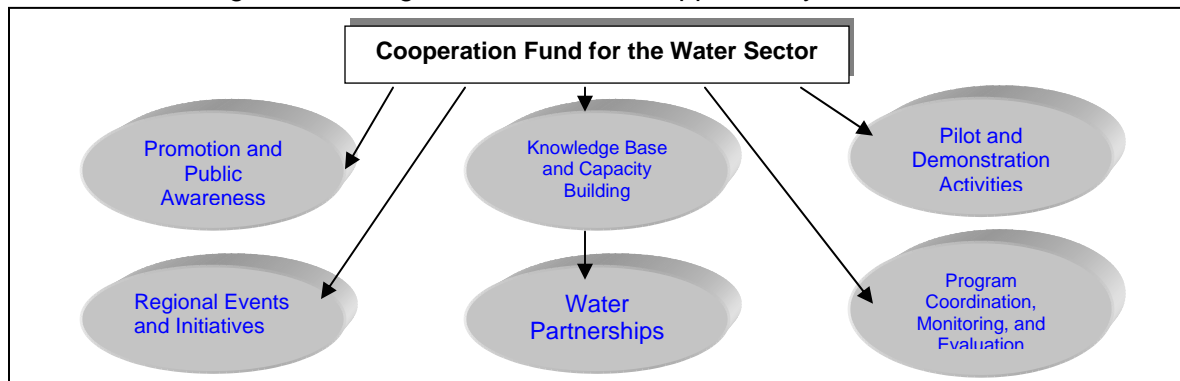 Cooperation Fund for the Water Sector
Promotion and
Public
Awareness
Knowledge Base
and Capacity
Building
Pilot and
Demonstration
Activities
Regional Events
and Initiatives
Water
Partnerships
Program
Coordination,
Monitoring, and
Evaluation